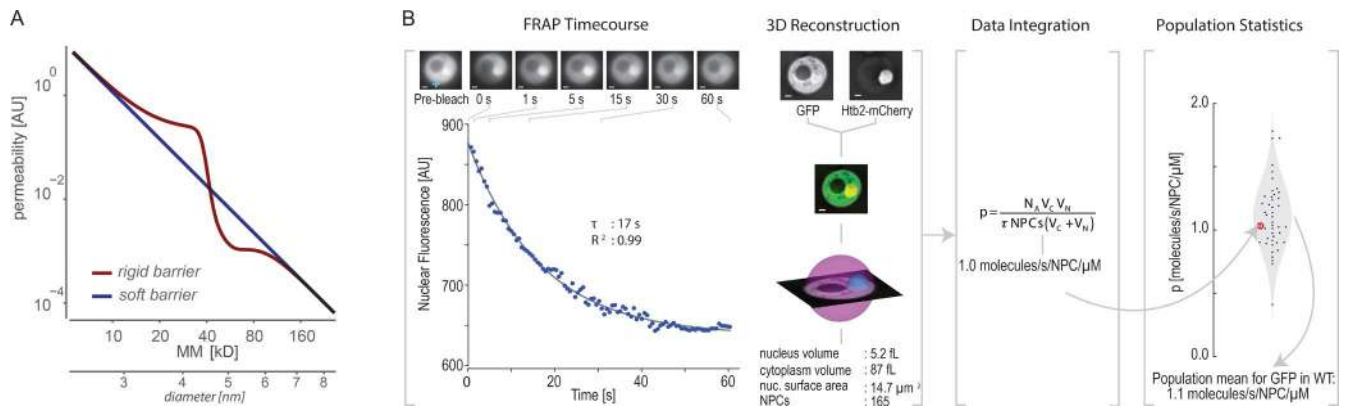 A
permeability [AU]
10⁰
10⁻²
10⁻⁴
rigid barrier
soft barrier
10 20 40 80 160
MM [kD]
3 4 5 6 7 8
diameter [nm]
B
FRAP Timecourse
Pre-bleach 0 s 1 s 5 s 15 s 30 s 60 s
Nuclear Fluorescence [AU]
900
800
700
600
τ : 17 s
R² : 0.99
0 20 40 60
Time [s]
3D Reconstruction
GFP Htb2-mCherry
nucleus volume : 5.2 fL
cytoplasm volume : 87 fL
nuc. surface area : 14.7 μm²
NPCs : 165
Data Integration
p = N_A V_C V_N / τ NPCs(V_C + V_N)
1.0 molecules/s/NPC/μM
Population Statistics
p [molecules/s/NPC/μM]
2.0
1.0
0.0
Population mean for GFP in WT:
1.1 molecules/s/NPC/μM